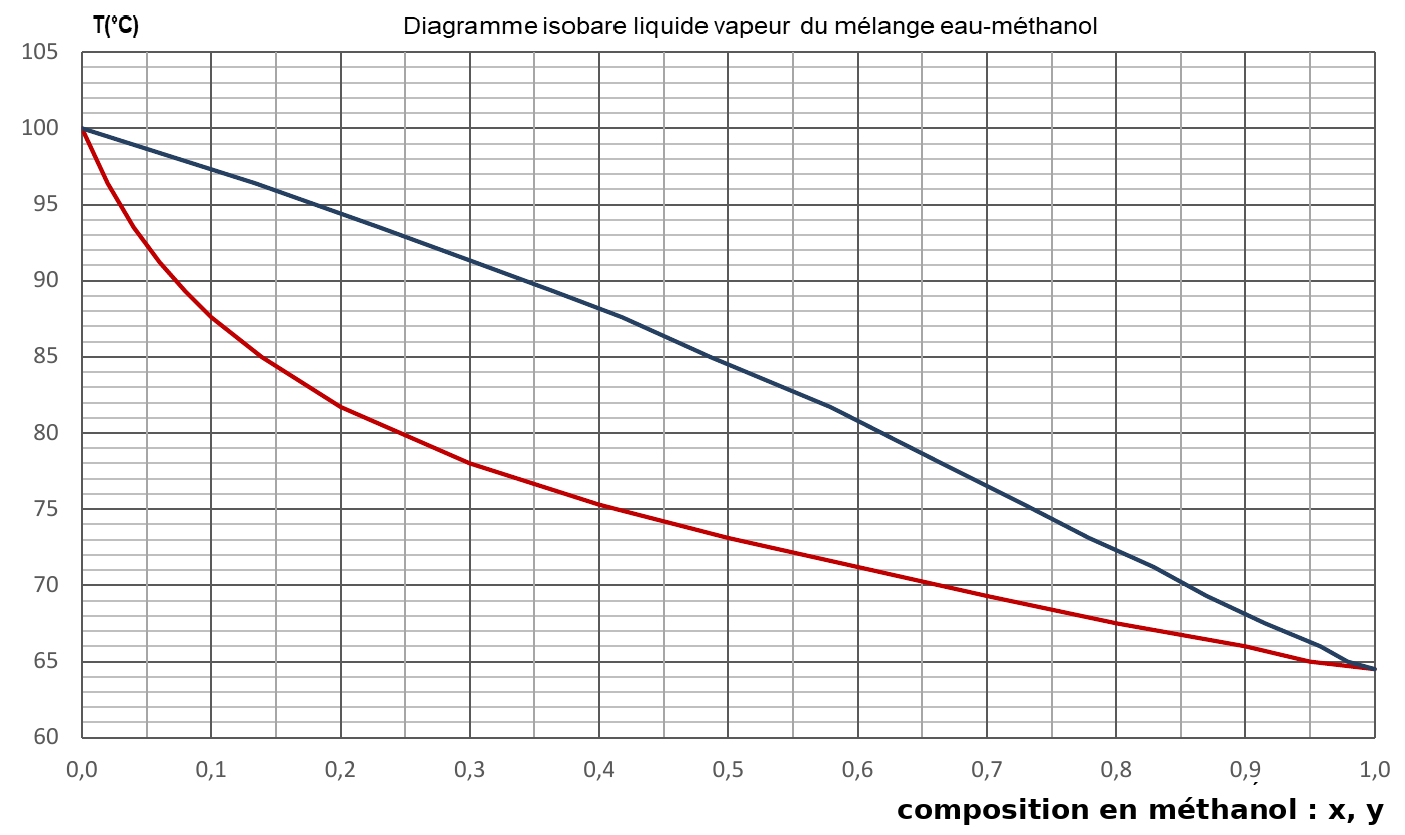 T(°C)
Diagramme isobare liquide vapeur du mélange eau-méthanol
105
100
95
90
85
80
75
70
65
60
0,0 0,1 0,2 0,3 0,4 0,5 0,6 0,7 0,8 0,9 1,0
composition en méthanol : x, y